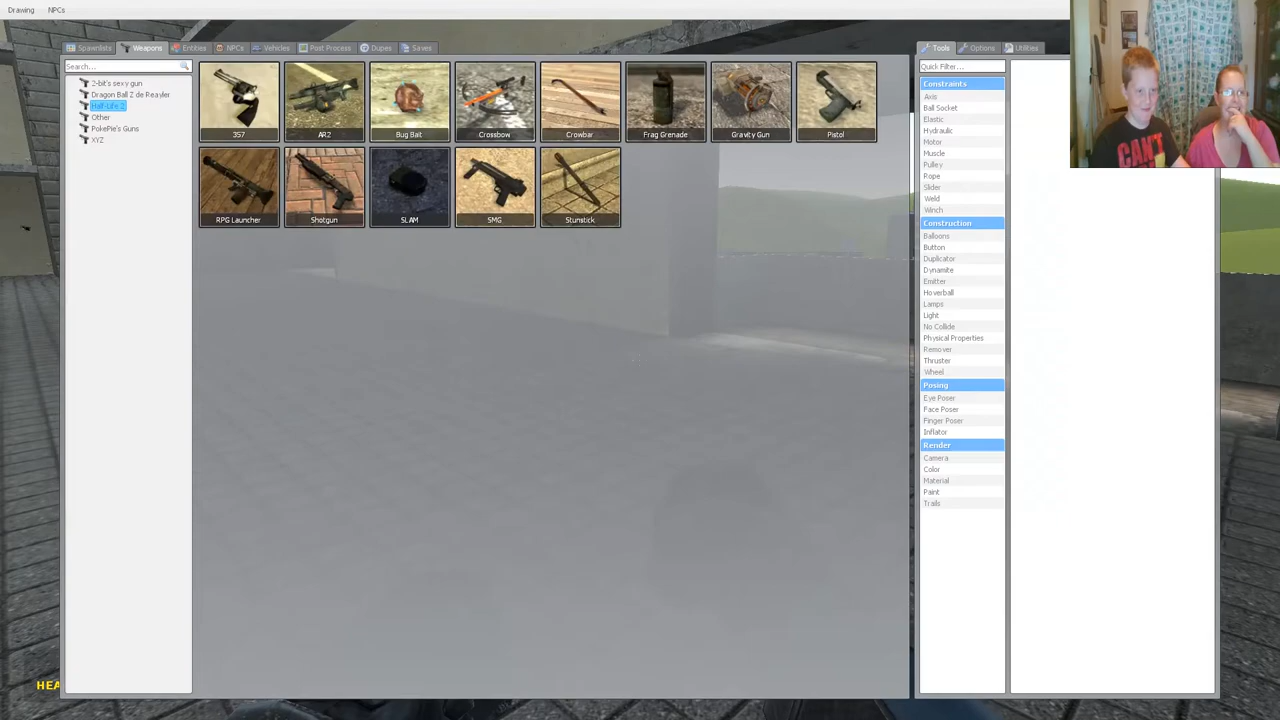 Drawing NPCs
Spawnlists Weapons Entities NPCs Vehicles Post Process Dupes Saves
Tools Options Utilities
Search...
2-bit's sexy gun
Dragon Ball Z de Reayler
Half-Life 2
Other
PokePie's Guns
XYZ
357 AR2 Bug Bait Crossbow Crowbar Frag Grenade Gravity Gun Pistol
RPG Launcher Shotgun SLAM SMG Stunstick
Quick Filter...
Constraints
Axis
Ball Socket
Elastic
Hydraulic
Motor
Muscle
Pulley
Rope
Slider
Weld
Winch
Construction
Balloons
Button
Duplicator
Dynamite
Emitter
Hoverball
Lamps
Light
No Collide
Physical Properties
Remover
Thruster
Wheel
Posing
Eye Poser
Face Poser
Finger Poser
Inflator
Render
Camera
Color
Material
Paint
Trails
CAN'T
HEA